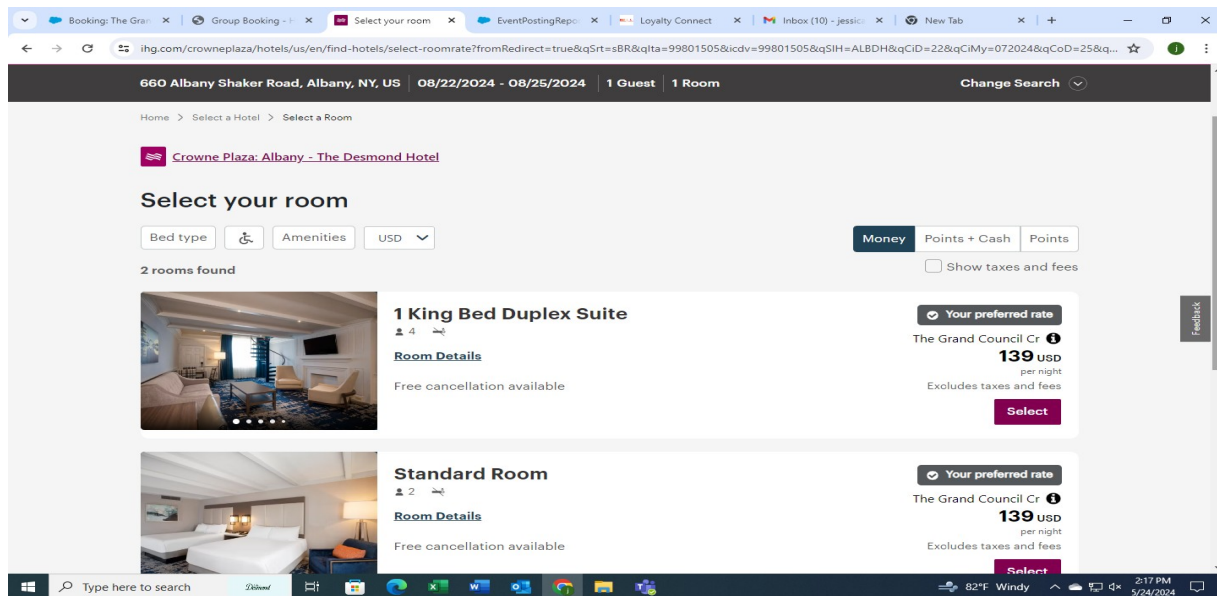 Booking: The Gran
Group Booking - H
Select your room
EventPostingRepo
Loyalty Connect
Inbox (10) - jessic
New Tab
ihg.com/crowneplaza/hotels/us/en/find-hotels/select-roomrate?fromRedirect=true&qSrt=sBR&qIta=99801505&icdv=99801505&qSlH=ALBDH&qCiD=22&qCiMy=072024&qCoD=25&q...
660 Albany Shaker Road, Albany, NY, US 08/22/2024 - 08/25/2024 1 Guest 1 Room Change Search
Home > Select a Hotel > Select a Room
Crowne Plaza: Albany - The Desmond Hotel
Select your room
Bed type Amenities USD Money Points + Cash Points
2 rooms found Show taxes and fees
Feedback
1 King Bed Duplex Suite
4
Room Details
Free cancellation available
Your preferred rate
The Grand Council Cr
139 USD
per night
Excludes taxes and fees
Select
Standard Room
2
Room Details
Free cancellation available
Your preferred rate
The Grand Council Cr
139 USD
per night
Excludes taxes and fees
Select
Type here to search Desmond 82°F Windy 2:17 PM
5/24/2024